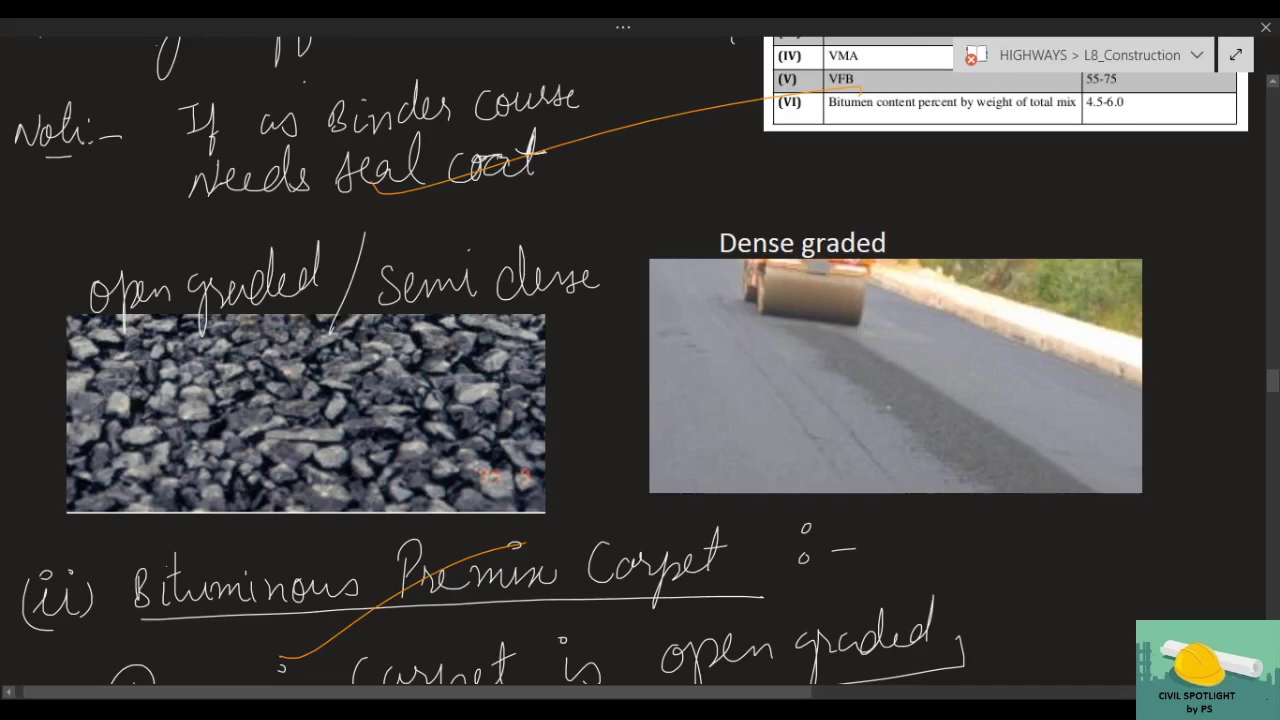 ...
HIGHWAYS > L8_Construction
(IV) VMA
(V) VFB 55-75
(VI) Bitumen content percent by weight of total mix 4.5-6.0
Note:- If as Binder course
Needs seal coat
open graded / semi dense
Dense graded
(ii) Bituminous Premix Carpet :-
Carpet is open graded,
CIVIL SPOTLIGHT
by PS